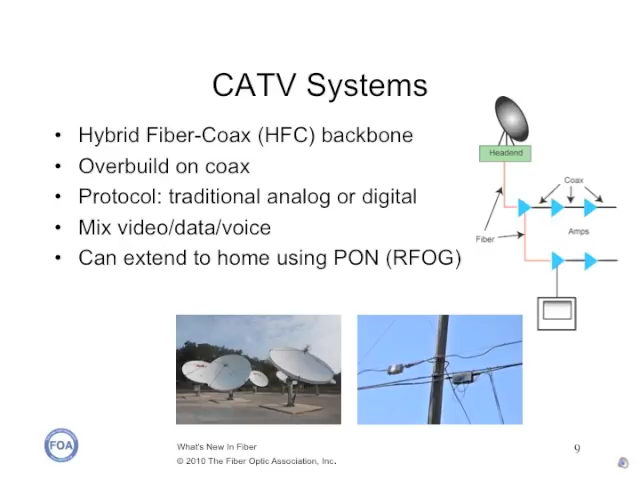 CATV Systems
• Hybrid Fiber-Coax (HFC) backbone
• Overbuild on coax
• Protocol: traditional analog or digital
• Mix video/data/voice
• Can extend to home using PON (RFOG)
Headend
Coax
Fiber
Amps
FOA
What's New In Fiber
© 2010 The Fiber Optic Association, Inc.
9